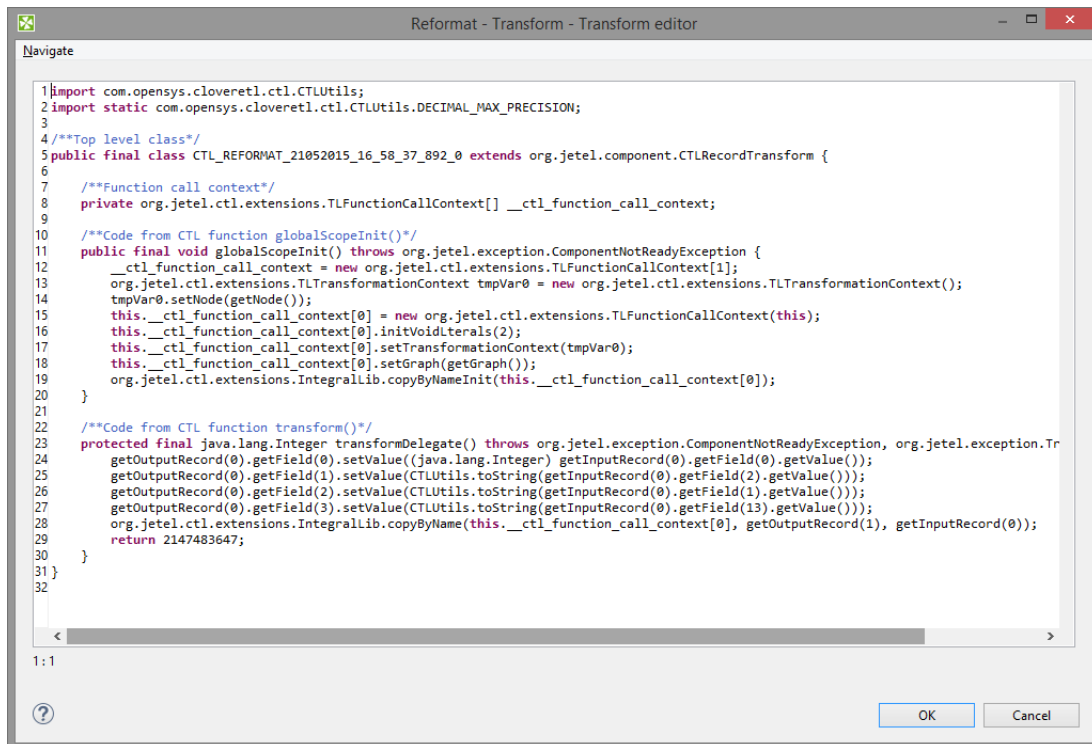 Reformat - Transform - Transform editor
Navigate
1 import com.opensys.cloveretl.ctl.CTLUtils;
2 import static com.opensys.cloveretl.ctl.CTLUtils.DECIMAL_MAX_PRECISION;
3
4 /**Top level class*/
5 public final class CTL_REFORMAT_21052015_16_58_37_892_0 extends org.jetel.component.CTLRecordTransform {
6
7     /**Function call context*/
8     private org.jetel.ctl.extensions.TLFunctionCallContext[] __ctl_function_call_context;
9
10     /**Code from CTL function globalScopeInit()*/
11     public final void globalScopeInit() throws org.jetel.exception.ComponentNotReadyException {
12         __ctl_function_call_context = new org.jetel.ctl.extensions.TLFunctionCallContext[1];
13         org.jetel.ctl.extensions.TLTransformationContext tmpVar0 = new org.jetel.ctl.extensions.TLTransformationContext();
14         tmpVar0.setNode(getNode());
15         this.__ctl_function_call_context[0] = new org.jetel.ctl.extensions.TLFunctionCallContext(this);
16         this.__ctl_function_call_context[0].initVoidLterals(2);
17         this.__ctl_function_call_context[0].setTransformationContext(tmpVar0);
18         this.__ctl_function_call_context[0].setGraph(getGraph());
19         org.jetel.ctl.extensions.IntegralLib.copyByNameInit(this.__ctl_function_call_context[0]);
20     }
21
22     /**Code from CTL function transform()*/
23     protected final java.lang.Integer transformDelegate() throws org.jetel.exception.ComponentNotReadyException, org.jetel.exception.Tr
24         getOutputRecord(0).getField(0).setValue((java.lang.Integer) getInputRecord(0).getField(0).getValue());
25         getOutputRecord(0).getField(1).setValue(CTLUtils.toString(getInputRecord(0).getField(2).getValue()));
26         getOutputRecord(0).getField(2).setValue(CTLUtils.toString(getInputRecord(0).getField(1).getValue()));
27         getOutputRecord(0).getField(3).setValue(CTLUtils.toString(getInputRecord(0).getField(13).getValue()));
28         org.jetel.ctl.extensions.IntegralLib.copyByName(this.__ctl_function_call_context[0], getOutputRecord(1), getInputRecord(0));
29         return 2147483647;
30     }
31 }
32
1:1
?
OK
Cancel